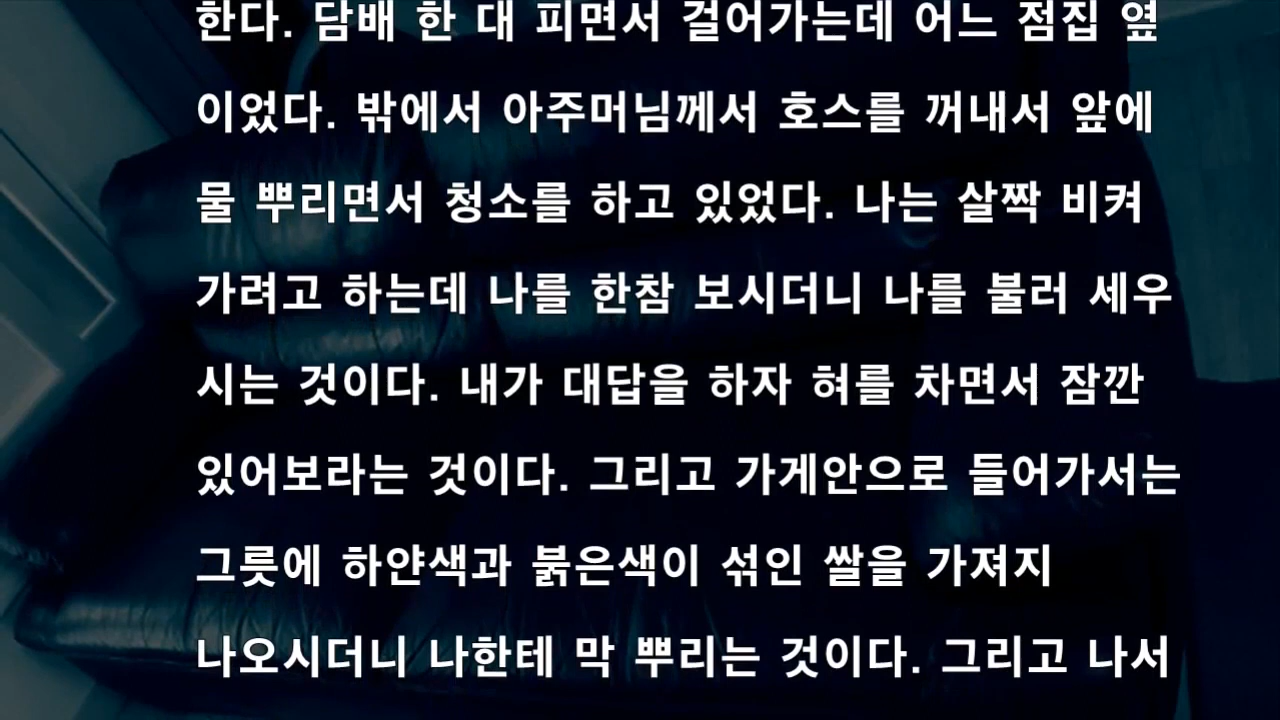 한다. 담배 한 대 피면서 걸어가는데 어느 점집 옆
이었다. 밖에서 아주머님께서 호스를 꺼내서 앞에
물 뿌리면서 청소를 하고 있었다. 나는 살짝 비켜
가려고 하는데 나를 한참 보시더니 나를 불러 세우
시는 것이다. 내가 대답을 하자 혀를 차면서 잠깐
있어보라는 것이다. 그리고 가게안으로 들어가서는
그릇에 하얀색과 붉은색이 섞인 쌀을 가져지
나오시더니 나한테 막 뿌리는 것이다. 그리고 나서